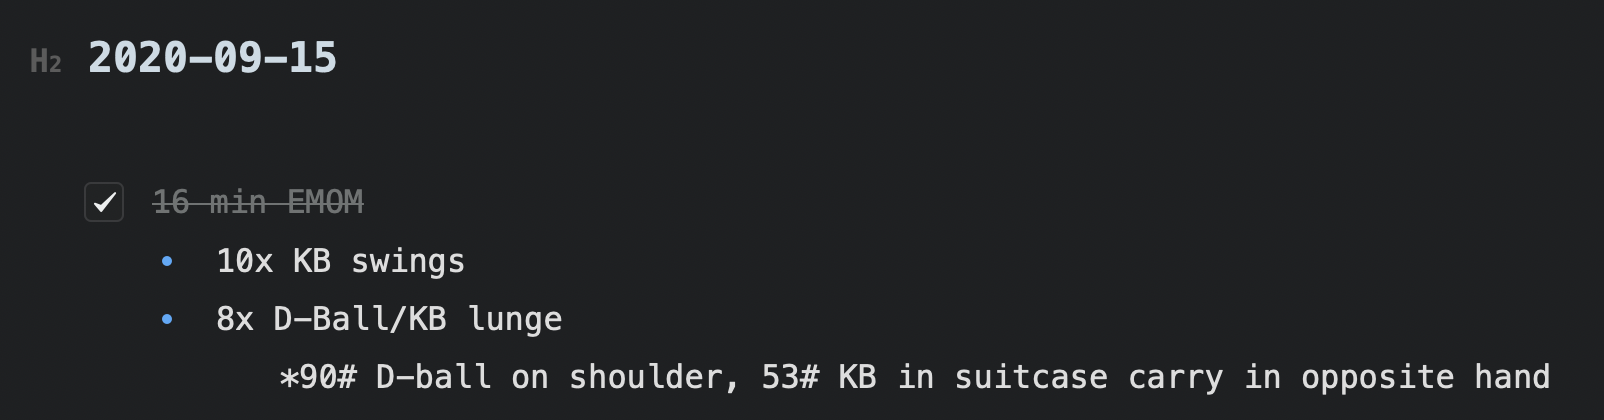 H2 2020-09-15
16 min EMOM
10x KB swings
8x D-Ball/KB lunge
*90# D-ball on shoulder, 53# KB in suitcase carry in opposite hand